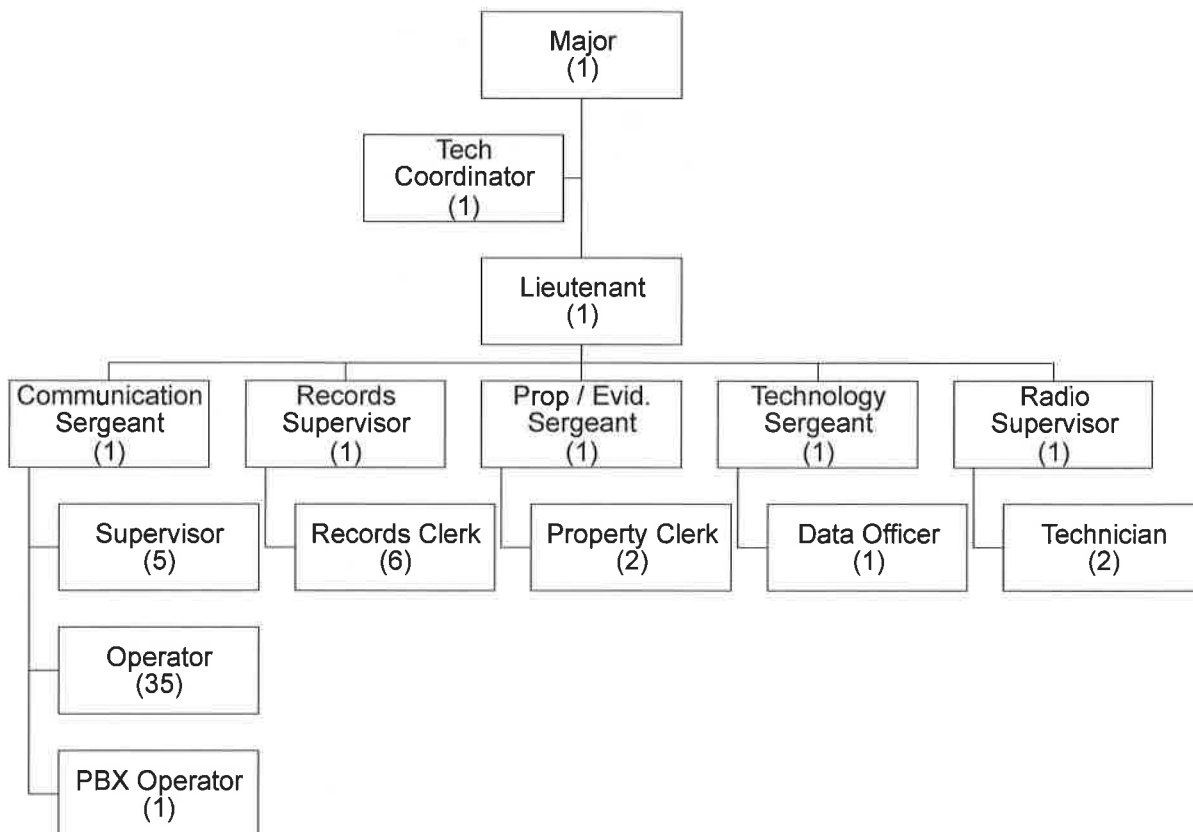 Major
(1)
Tech
Coordinator
(1)
Lieutenant
(1)
Communication
Sergeant
(1)
Records
Supervisor
(1)
Prop / Evid.
Sergeant
(1)
Technology
Sergeant
(1)
Radio
Supervisor
(1)
Supervisor
(5)
Records Clerk
(6)
Property Clerk
(2)
Data Officer
(1)
Technician
(2)
Operator
(35)
PBX Operator
(1)